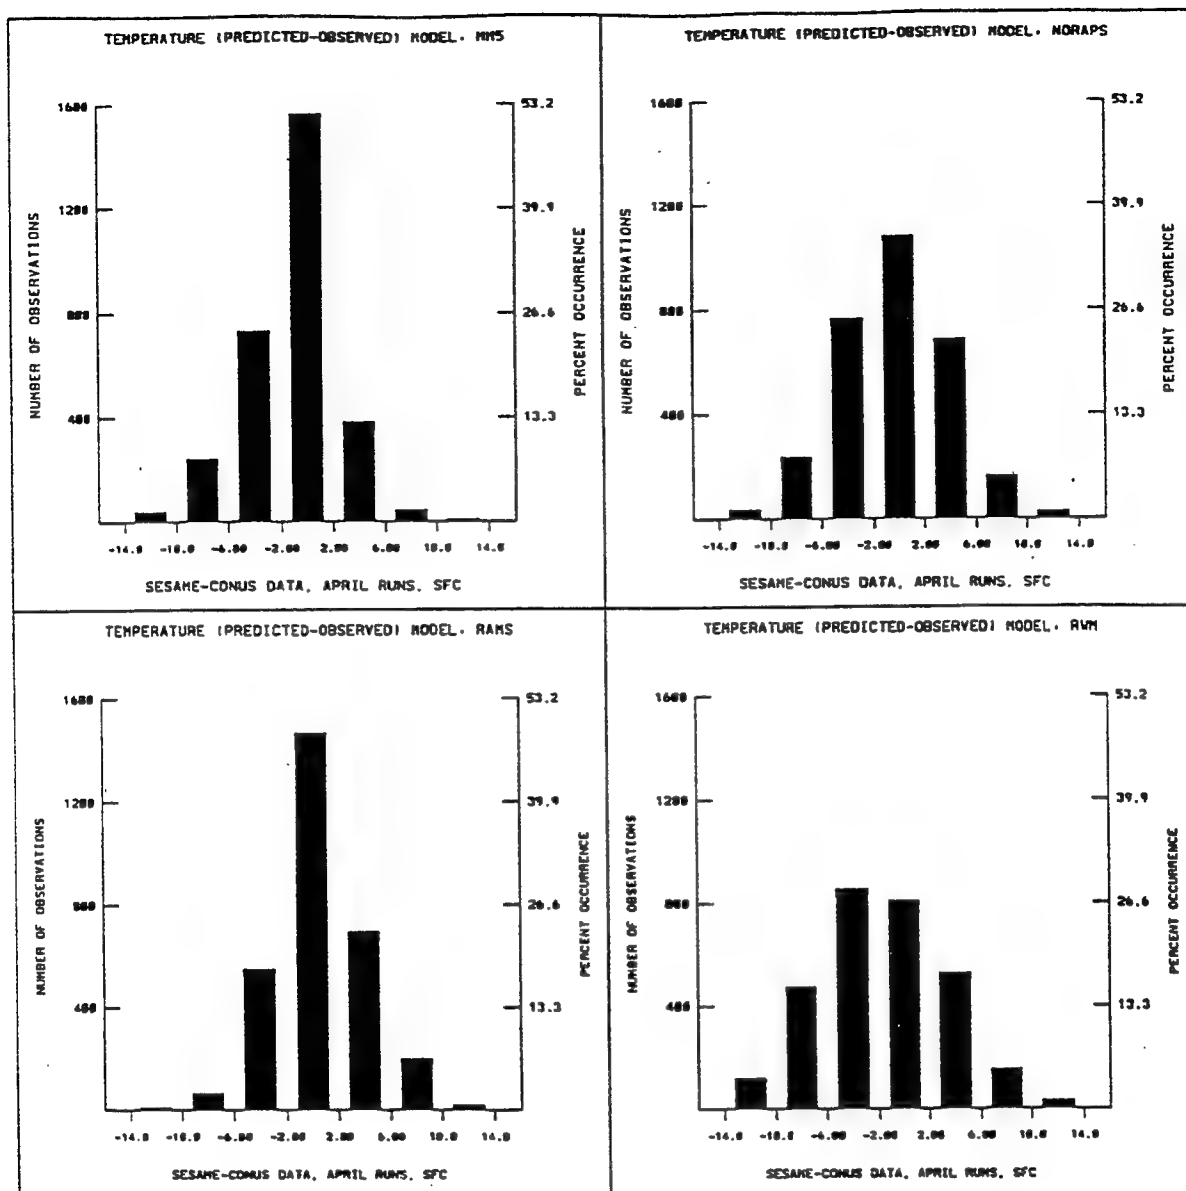 TEMPERATURE (PREDICTED-OBSERVED) MODEL. MM5
1600
1200
800
400
NUMBER OF OBSERVATIONS
53.2
39.9
26.6
13.3
PERCENT OCCURRENCE
-14.0 -10.0 -6.00 -2.00 2.00 6.00 10.0 14.0
SESAME-CONUS DATA, APRIL RUNS, SFC
TEMPERATURE (PREDICTED-OBSERVED) MODEL. NORAPS
1600
1200
800
400
NUMBER OF OBSERVATIONS
53.2
39.9
26.6
13.3
PERCENT OCCURRENCE
-14.0 -10.0 -6.00 -2.00 2.00 6.00 10.0 14.0
SESAME-CONUS DATA, APRIL RUNS, SFC
TEMPERATURE (PREDICTED-OBSERVED) MODEL. RAMS
1600
1200
800
400
NUMBER OF OBSERVATIONS
53.2
39.9
26.6
13.3
PERCENT OCCURRENCE
-14.0 -10.0 -6.00 -2.00 2.00 6.00 10.0 14.0
SESAME-CONUS DATA, APRIL RUNS, SFC
TEMPERATURE (PREDICTED-OBSERVED) MODEL. RWM
1600
1200
800
400
NUMBER OF OBSERVATIONS
53.2
39.9
26.6
13.3
PERCENT OCCURRENCE
-14.0 -10.0 -6.00 -2.00 2.00 6.00 10.0 14.0
SESAME-CONUS DATA, APRIL RUNS, SFC